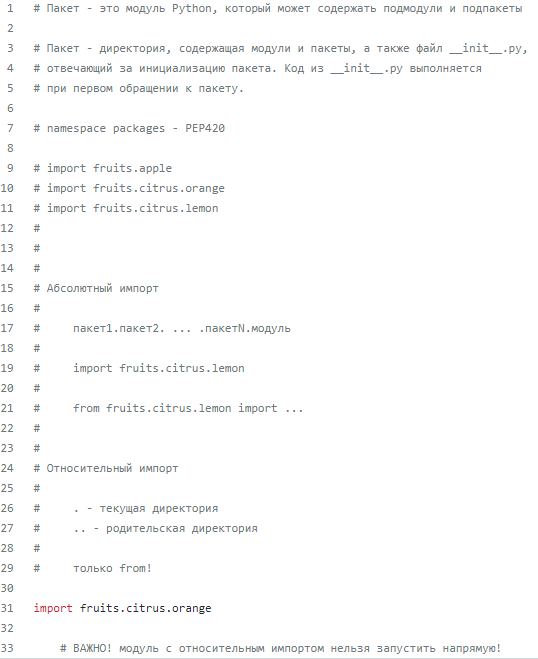 1 # Пакет - это модуль Python, который может содержать подмодули и подпакеты
2
3 # Пакет - директория, содержащая модули и пакеты, а также файл __init__.py,
4 # отвечающий за инициализацию пакета. Код из __init__.py выполняется
5 # при первом обращении к пакету.
6
7 # namespace packages - PEP420
8
9 # import fruits.apple
10 # import fruits.citrus.orange
11 # import fruits.citrus.lemon
12 #
13 #
14 #
15 # Абсолютный импорт
16 #
17 #     пакет1.пакет2. ... .пакетN.модуль
18 #
19 #     import fruits.citrus.lemon
20 #
21 #     from fruits.citrus.lemon import ...
22 #
23 #
24 # Относительный импорт
25 #
26 #     . - текущая директория
27 #     .. - родительская директория
28 #
29 #     только from!
30
31 import fruits.citrus.orange
32
33     # ВАЖНО! модуль с относительным импортом нельзя запустить напрямую!